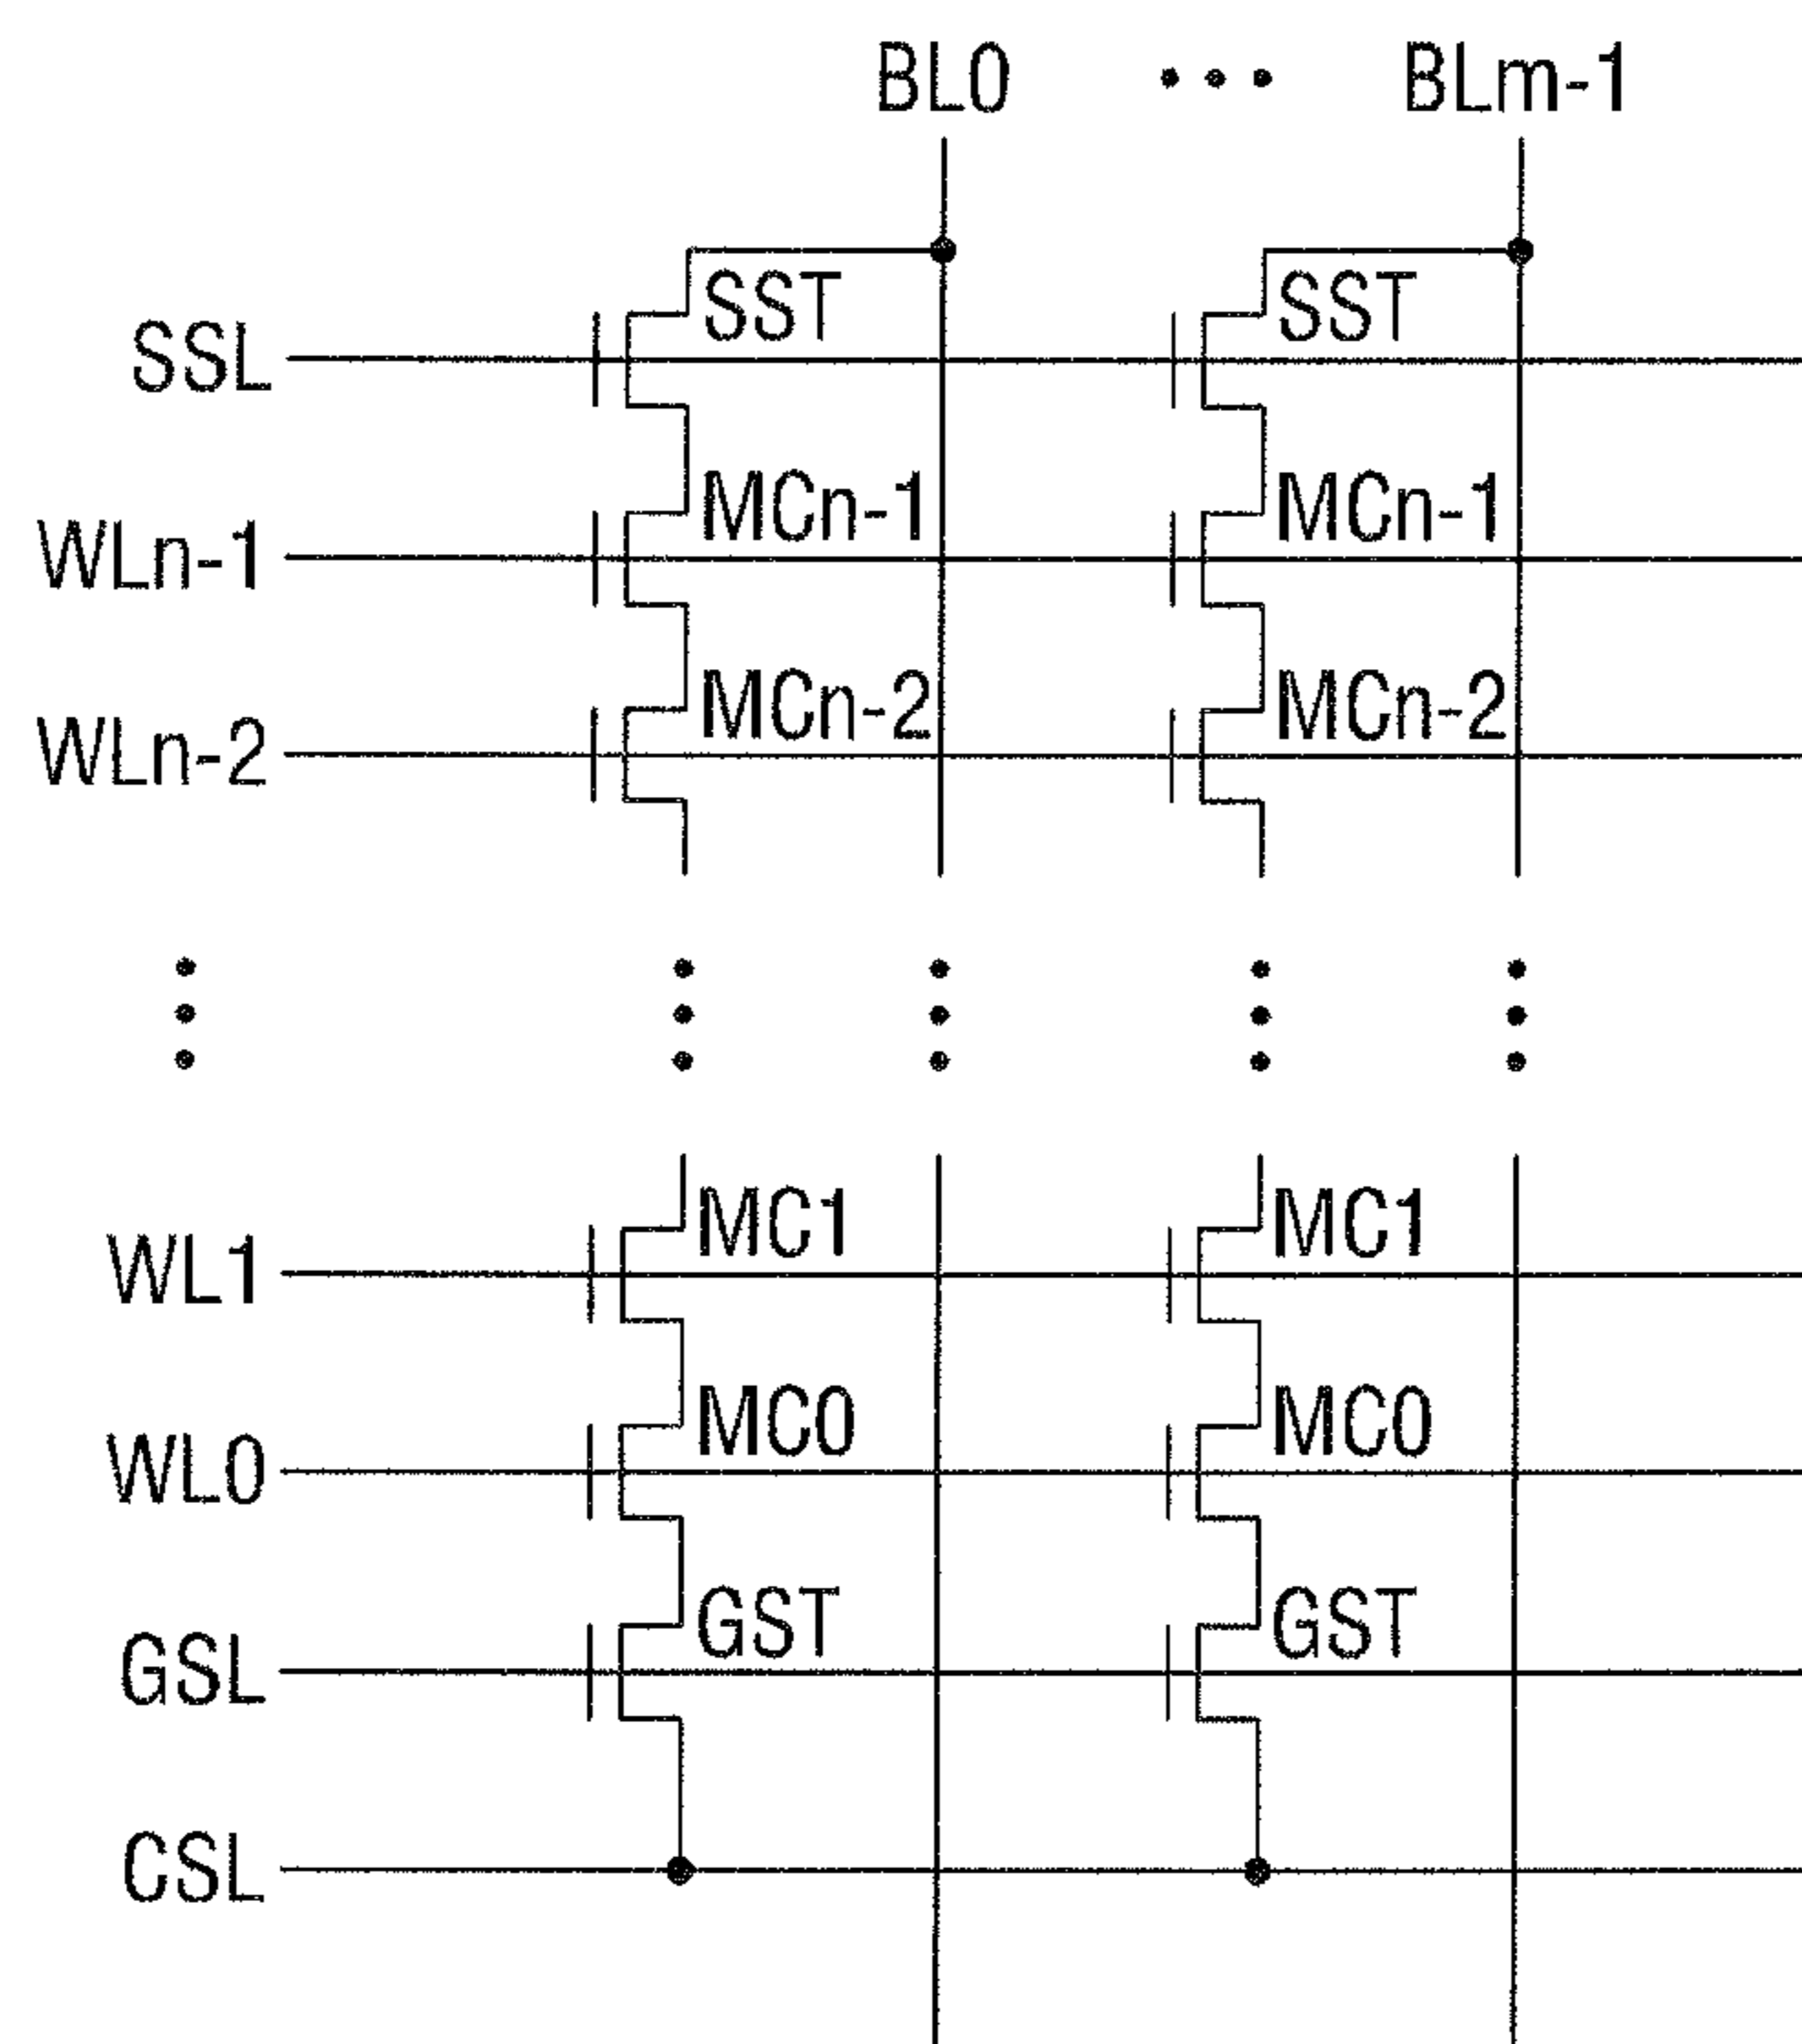 BL0 ••• BLm-1
SST SST
SSL
MCn-1 MCn-1
WLn-1
MCn-2 MCn-2
WLn-2
MC1 MC1
WL1
MC0 MC0
WL0
GST GST
GSL
CSL